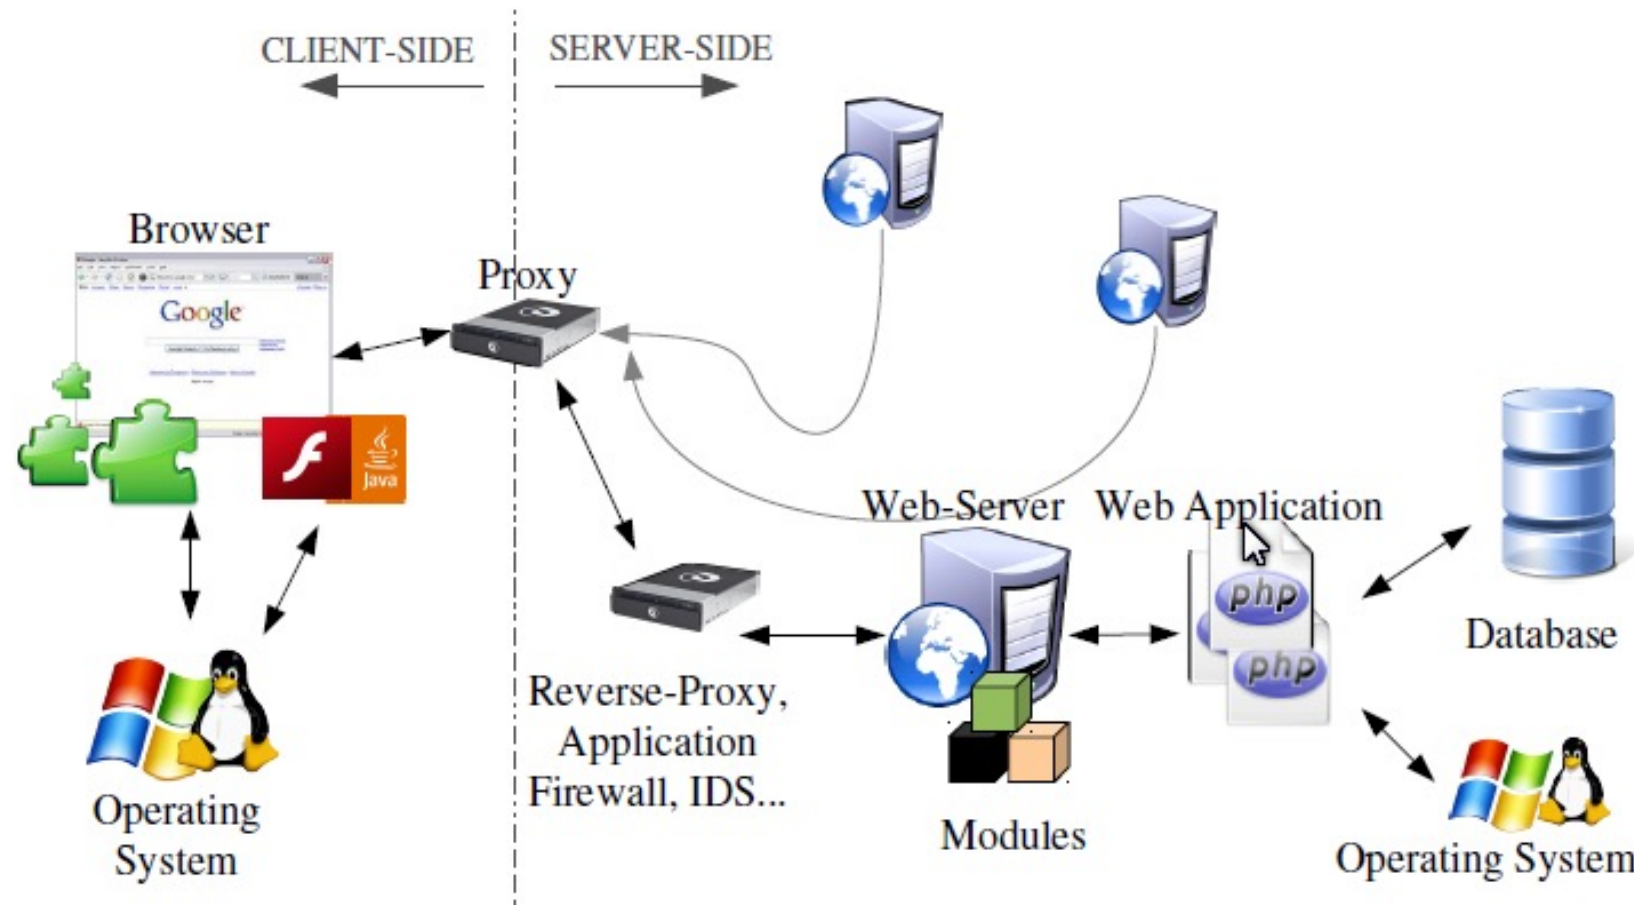 CLIENT-SIDE
SERVER-SIDE
Browser
Google
Proxy
Java
Web-Server
Web Application
php
php
Database
Reverse-Proxy,
Application
Firewall, IDS...
Operating
System
Modules
Operating System